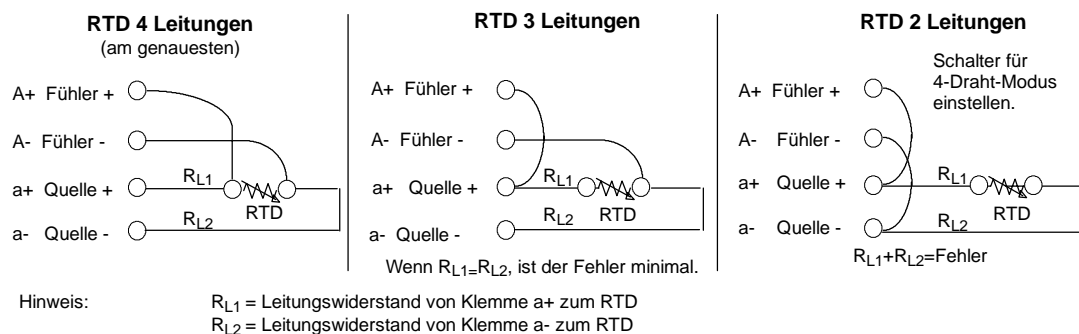 RTD 4 Leitungen
(am genauesten)
A+ Fühler +
A- Fühler -
a+ Quelle +
a- Quelle -
RL1
RTD
RL2
RTD 3 Leitungen
A+ Fühler +
A- Fühler -
a+ Quelle +
a- Quelle -
RL1
RTD
RL2
Wenn RL1=RL2, ist der Fehler minimal.
RTD 2 Leitungen
Schalter für
4-Draht-Modus
einstellen.
A+ Fühler +
A- Fühler -
a+ Quelle +
a- Quelle -
RL1
RTD
RL2
RL1+RL2=Fehler
Hinweis: RL1 = Leitungswiderstand von Klemme a+ zum RTD
RL2 = Leitungswiderstand von Klemme a- zum RTD